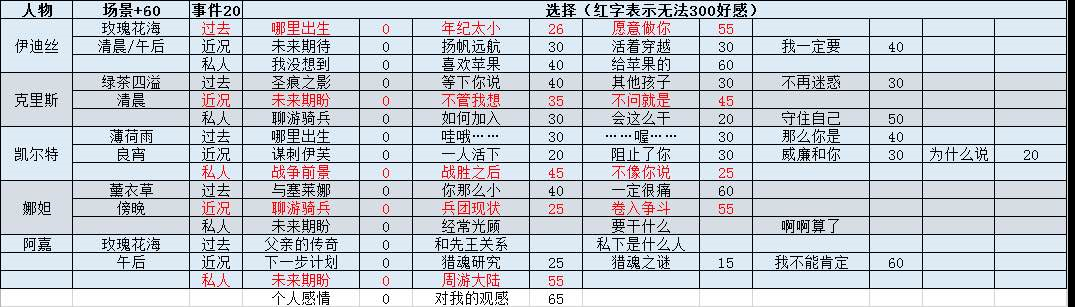 人物 场景+60 事件20 选择（红字表示无法300好感）
玫瑰花海 过去 哪里出生 0 年纪太小 26 愿意做你 55
伊迪丝 清晨/午后 近况 未来期待 0 扬帆远航 30 活着穿越 30 我一定要 40
私人 我没想到 0 喜欢苹果 40 给苹果的 60
绿茶四溢 过去 圣痕之影 0 等下你说 40 其他孩子 30 不再迷惑 30
克里斯 清晨 近况 未来期盼 0 不管我想 35 不问就是 45
私人 聊游骑兵 0 如何加入 30 会这么干 20 守住自己 50
薄荷雨 过去 哪里出生 0 哇哦…… 30 ……喔…… 30 那么你是 40
凯尔特 良宵 近况 谋刺伊芙 0 一人活下 20 阻止了你 30 威廉和你 30 为什么说 20
私人 战争前景 0 战胜之后 45 不像你说 25
薰衣草 过去 与塞莱娜 0 你那么小 40 一定很痛 60
娜妲 傍晚 近况 聊游骑兵 0 兵团现状 25 卷入争斗 55
私人 未来期盼 0 经常光顾 要干什么 啊啊算了
阿嘉 玫瑰花海 过去 父亲的传奇 0 和先王关系 私下是什么人
午后 近况 下一步计划 0 猎魂研究 25 猎魂之谜 15 我不能肯定 60
私人 未来期盼 0 周游大陆 55
个人感情 0 对我的观感 65